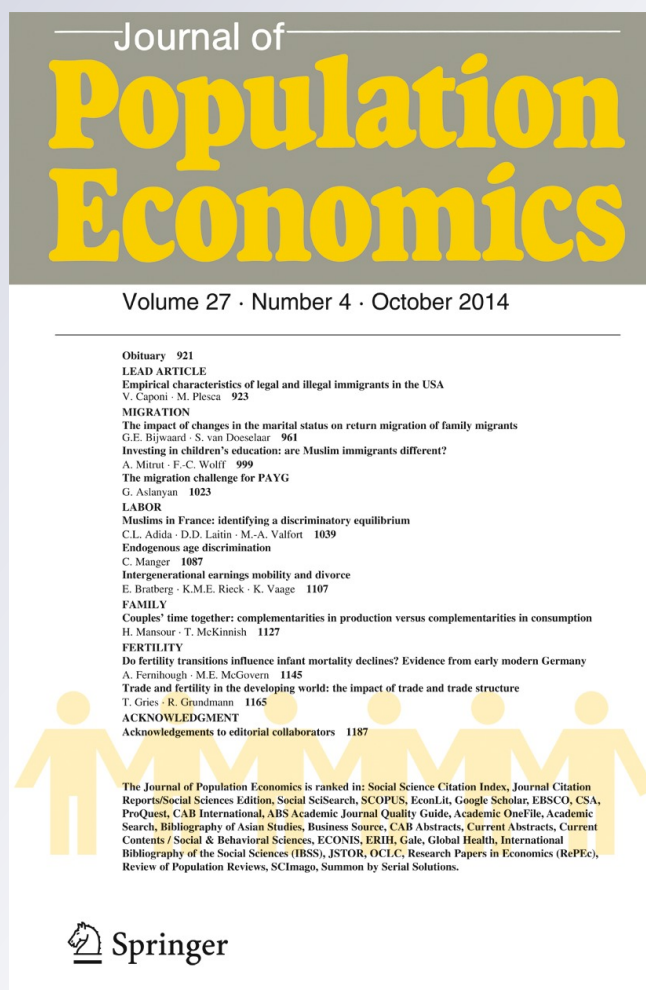 Journal of
Population
Economics
Volume 27 · Number 4 · October 2014
Obituary 921
LEAD ARTICLE
Empirical characteristics of legal and illegal immigrants in the USA
V. Caponi · M. Plesca 923
MIGRATION
The impact of changes in the marital status on return migration of family migrants
G.E. Bijwaard · S. van Doeselaar 961
Investing in children's education: are Muslim immigrants different?
A. Mitrut · F.-C. Wolff 999
The migration challenge for PAYG
G. Aslanyan 1023
LABOR
Muslims in France: identifying a discriminatory equilibrium
C.L. Adida · D.D. Laitin · M.-A. Valfort 1039
Endogenous age discrimination
C. Manger 1087
Intergenerational earnings mobility and divorce
E. Bratberg · K.M.E. Rieck · K. Vaage 1107
FAMILY
Couples' time together: complementarities in production versus complementarities in consumption
H. Mansour · T. McKinnish 1127
FERTILITY
Do fertility transitions influence infant mortality declines? Evidence from early modern Germany
A. Fernihough · M.E. McGovern 1145
Trade and fertility in the developing world: the impact of trade and trade structure
T. Gries · R. Grundmann 1165
ACKNOWLEDGMENT
Acknowledgements to editorial collaborators 1187
The Journal of Population Economics is ranked in: Social Science Citation Index, Journal Citation
Reports/Social Sciences Edition, Social SciSearch, SCOPUS, EconLit, Google Scholar, EBSCO, CSA,
ProQuest, CAB International, ABS Academic Journal Quality Guide, Academic OneFile, Academic
Search, Bibliography of Asian Studies, Business Source, CAB Abstracts, Current Abstracts, Current
Contents / Social & Behavioral Sciences, ECONIS, ERIH, Gale, Global Health, International
Bibliography of the Social Sciences (IBSS), JSTOR, OCLC, Research Papers in Economics (RePEc),
Review of Population Reviews, SCImago, Summon by Serial Solutions.
Springer